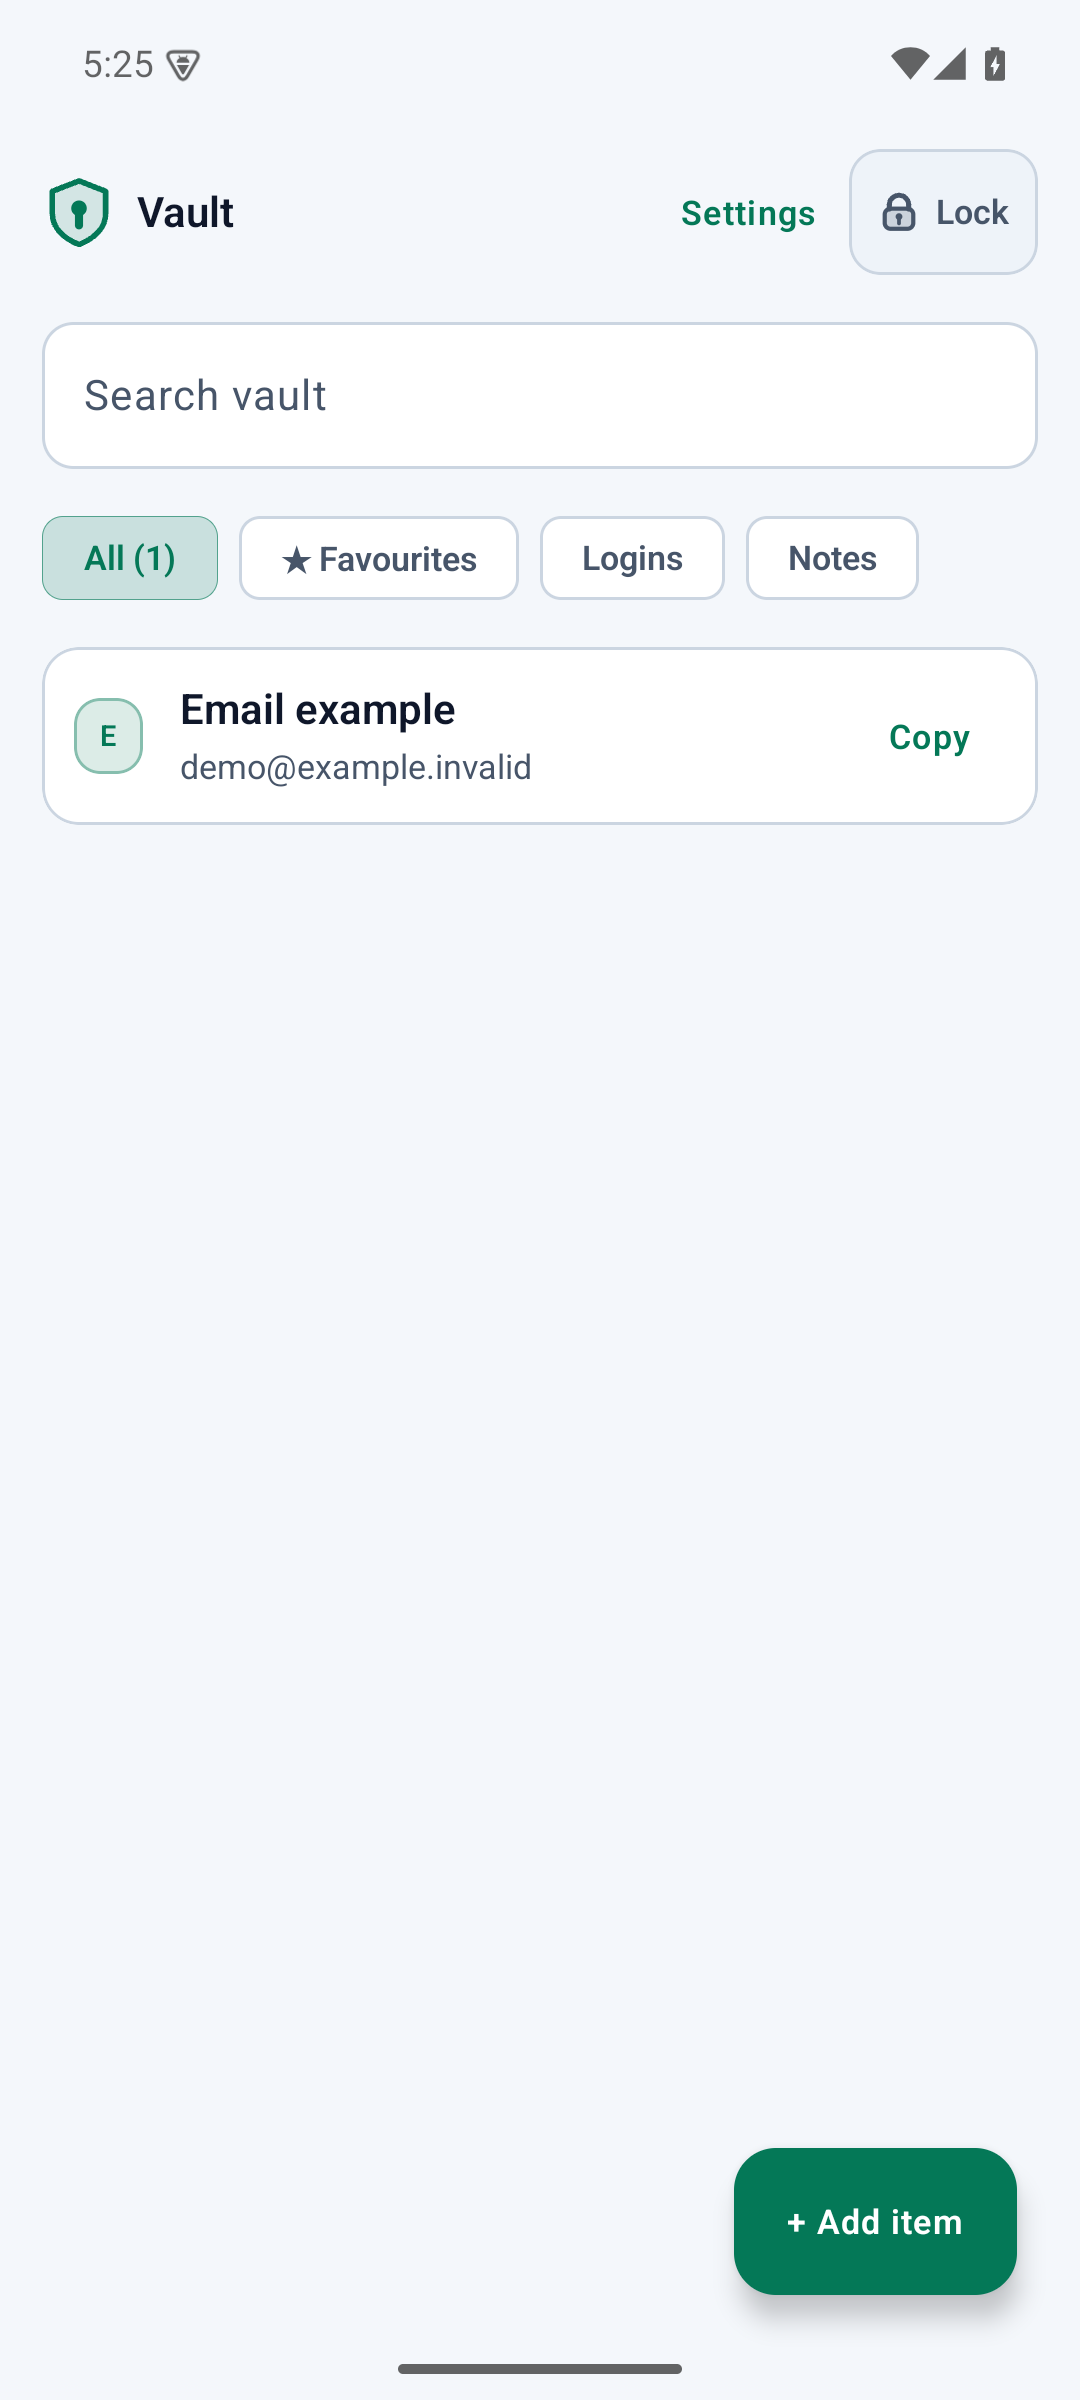 5:25
Vault
Settings
Lock
Search vault
All (1)
★ Favourites
Logins
Notes
E
Email example
demo@example.invalid
Copy
+ Add item